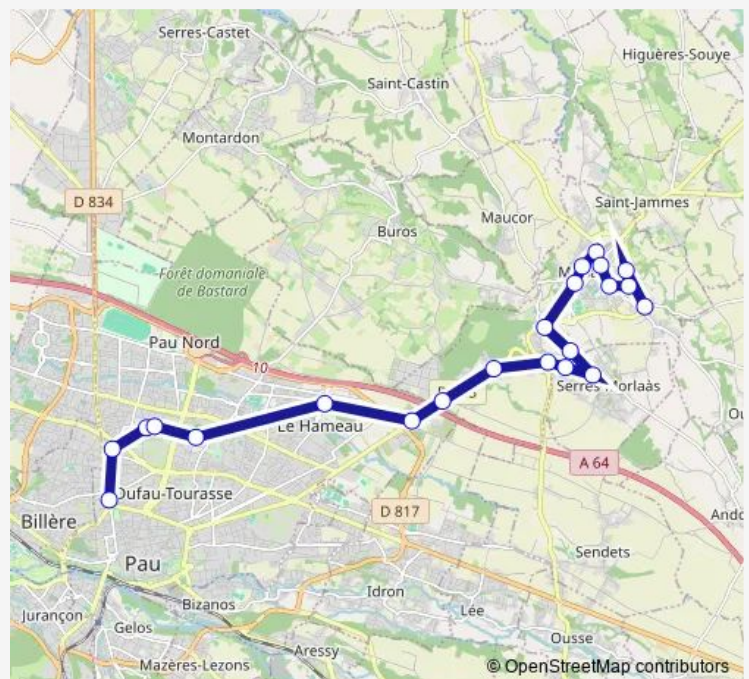 Serres-Castet
Higuères-Souye
Saint-Castin
Montardon
D 834
Saint-Jammes
Maucor
Buros
Forêt domaniale
de Bastard
Pau Nord
10
Serres-Morlaàs
Le Hameau
A 64
Dufau-Tourasse
D 817
Billère
Sendets
Pau
Idron
Bizanos
Lée
Jurançon
Gelos
Ousse
Aressy
Mazères-Lezons
© OpenStreetMap contributors